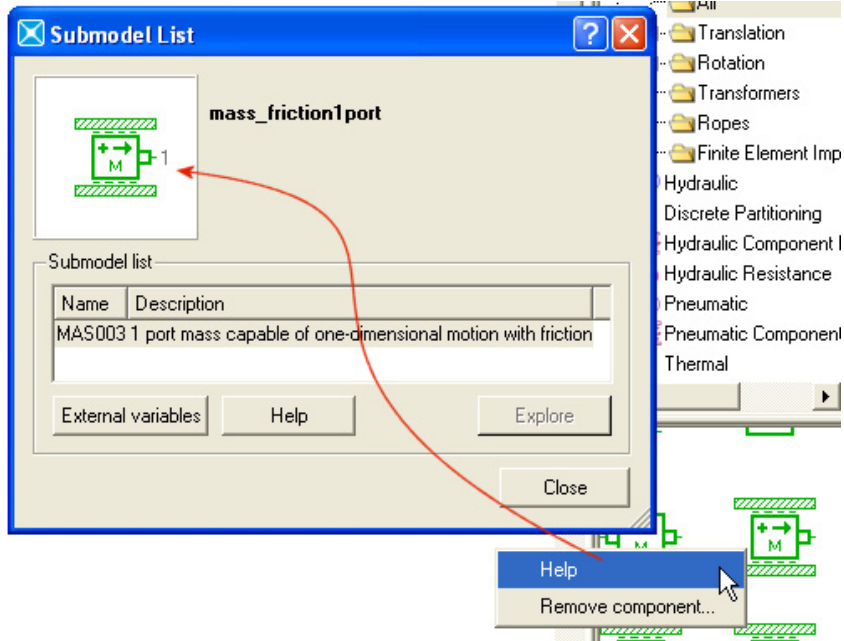 Submodel List
mass_friction1port
M
1
Submodel list
Name Description
MAS003 1 port mass capable of one-dimensional motion with friction
External variables Help Explore
Close
All
Translation
Rotation
Transformers
Ropes
Finite Element Imp
Hydraulic
Discrete Partitioning
Hydraulic Component
Hydraulic Resistance
Pneumatic
Pneumatic Component
Thermal
M
M
Help
Remove component...